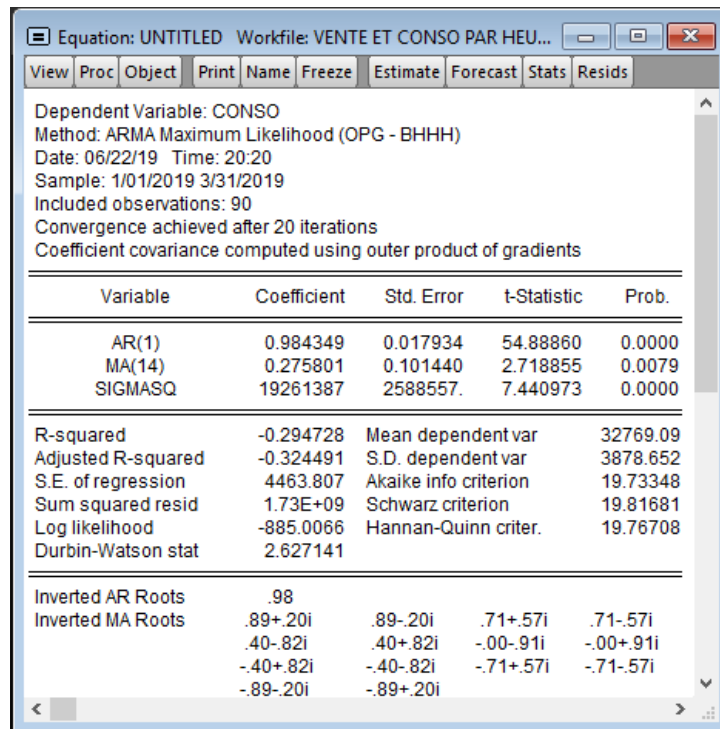 Equation: UNTITLED Workfile: VENTE ET CONSO PAR HEU...
View Proc Object Print Name Freeze Estimate Forecast Stats Resids
Dependent Variable: CONSO
Method: ARMA Maximum Likelihood (OPG - BHHH)
Date: 06/22/19 Time: 20:20
Sample: 1/01/2019 3/31/2019
Included observations: 90
Convergence achieved after 20 iterations
Coefficient covariance computed using outer product of gradients
Variable Coefficient Std. Error t-Statistic Prob.
AR(1) 0.984349 0.017934 54.88860 0.0000
MA(14) 0.275801 0.101440 2.718855 0.0079
SIGMASQ 19261387 2588557. 7.440973 0.0000
R-squared -0.294728 Mean dependent var 32769.09
Adjusted R-squared -0.324491 S.D. dependent var 3878.652
S.E. of regression 4463.807 Akaike info criterion 19.73348
Sum squared resid 1.73E+09 Schwarz criterion 19.81681
Log likelihood -885.0066 Hannan-Quinn criter. 19.76708
Durbin-Watson stat 2.627141
Inverted AR Roots .98
Inverted MA Roots .89+.20i .89-.20i .71+.57i .71-.57i
.40-.82i .40+.82i -.00-.91i -.00+.91i
-.40+.82i -.40-.82i -.71+.57i -.71-.57i
-.89-.20i -.89+.20i